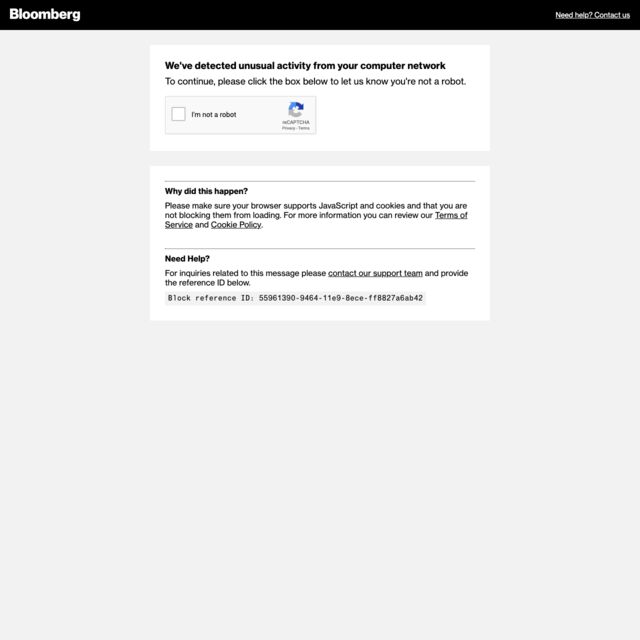 Bloomberg
Need help? Contact us
We've detected unusual activity from your computer network
To continue, please click the box below to let us know you're not a robot.
I'm not a robot
reCAPTCHA
Privacy - Terms
Why did this happen?
Please make sure your browser supports JavaScript and cookies and that you are
not blocking them from loading. For more information you can review our Terms of
Service and Cookie Policy.
Need Help?
For inquiries related to this message please contact our support team and provide
the reference ID below.
Block reference ID: 55961390-9464-11e9-8ece-ff8827a6ab42